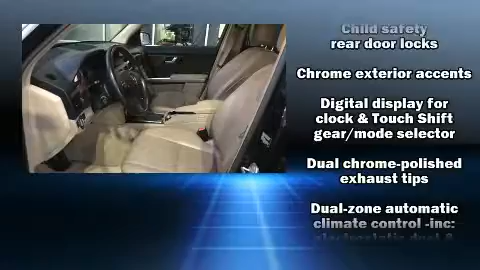 Child safety
rear door locks
Chrome exterior accents
Digital display for
clock & Touch Shift
gear/mode selector
Dual chrome-polished
exhaust tips
Dual-zone automatic
climate control -inc: